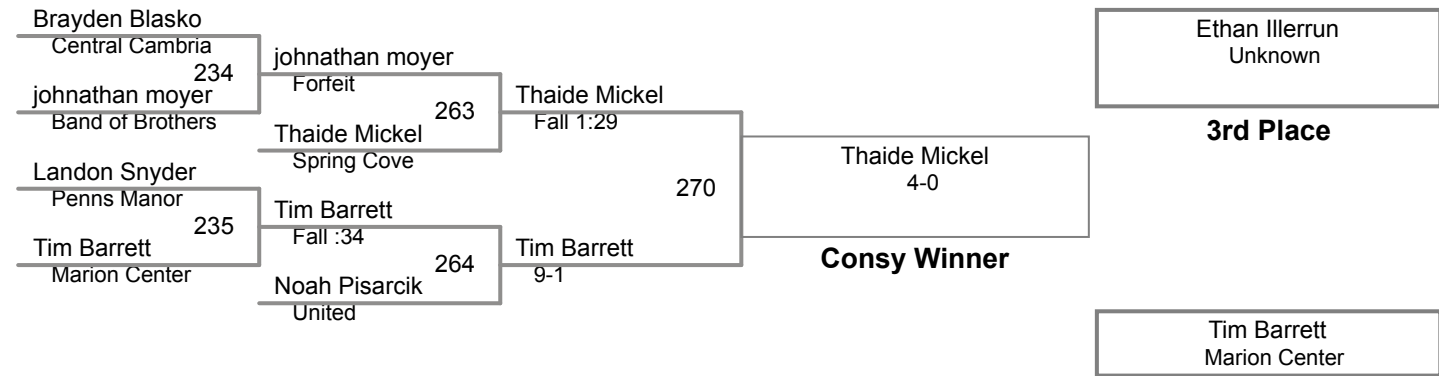 Brayden Blasko
Central Cambria
234
johnathan moyer
Band of Brothers
Landon Snyder
Penns Manor
235
Tim Barrett
Marion Center
johnathan moyer
Forfeit
263
Thaide Mickel
Spring Cove
Tim Barrett
Fall :34
264
Noah Pisarcik
United
Thaide Mickel
Fall 1:29
270
Tim Barrett
9-1
Thaide Mickel
4-0
Consy Winner
Ethan Illerrun
Unknown
3rd Place
Tim Barrett
Marion Center